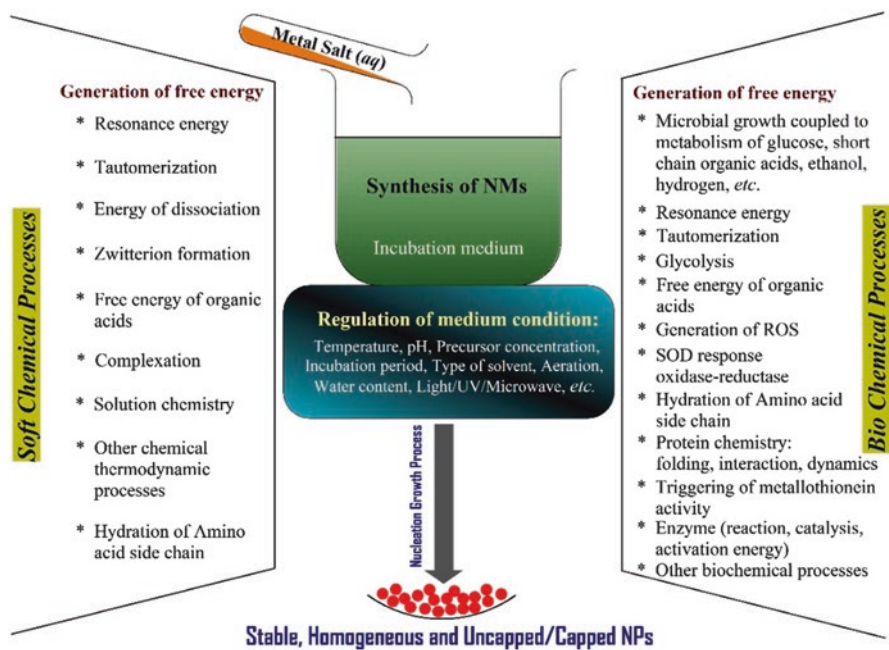 Metal Salt (aq)
Generation of free energy
* Resonance energy
* Tautomerization
* Energy of dissociation
* Zwitterion formation
* Free energy of organic
acids
* Complexation
* Solution chemistry
* Other chemical
thermodynamic
processes
* Hydration of Amino
acid side chain
Soft Chemical Processes
Synthesis of NMs
Incubation medium
Regulation of medium condition:
Temperature, pH, Precursor concentration,
Incubation period, Type of solvent, Aeration,
Water content, Light/UV/Microwave, etc.
Nucleation Growth Process
Stable, Homogeneous and Uncapped/Capped NPs
Generation of free energy
* Microbial growth coupled to
metabolism of glucose, short
chain organic acids, ethanol,
hydrogen, etc.
* Resonance energy
* Tautomerization
* Glycolysis
* Free energy of organic
acids
* Generation of ROS
* SOD response
oxidase-reductase
* Hydration of Amino acid
side chain
* Protein chemistry:
folding, interaction, dynamics
* Triggering of metallothionein
activity
* Enzyme (reaction, catalysis,
activation energy)
* Other biochemical processes
Bio Chemical Processes